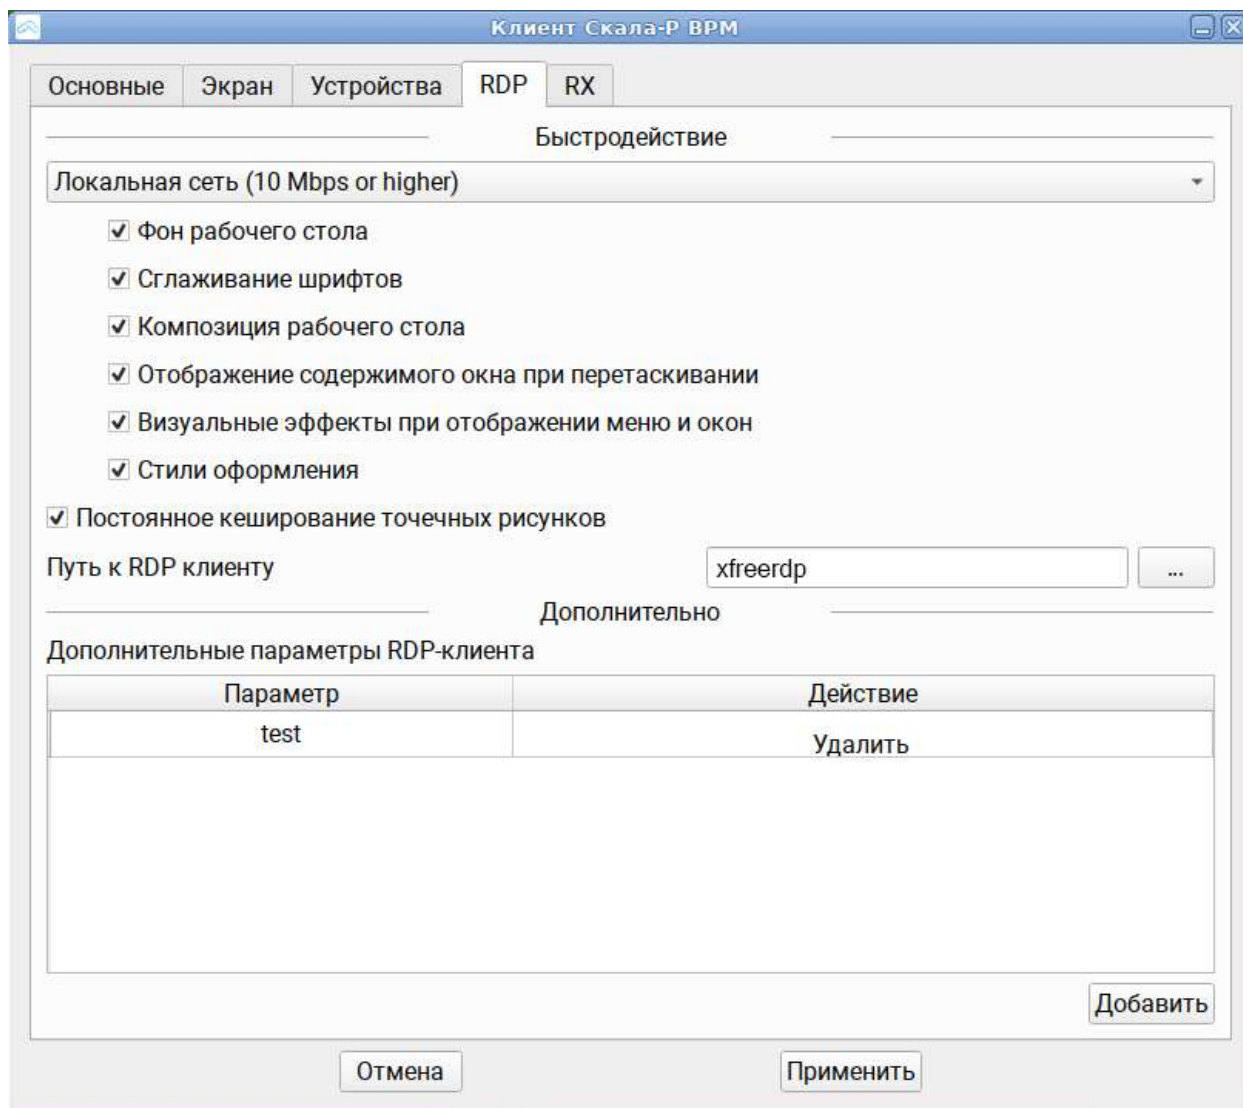 Клиент Скала-Р ВРМ
Основные Экран Устройства RDP RX
Быстродействие
Локальная сеть (10 Mbps or higher)
Фон рабочего стола
Сглаживание шрифтов
Композиция рабочего стола
Отображение содержимого окна при перетаскивании
Визуальные эффекты при отображении меню и окон
Стили оформления
Постоянное кеширование точечных рисунков
Путь к RDP клиенту xfreerdp ...
Дополнительно
Дополнительные параметры RDP-клиента
Параметр Действие
test Удалить
Добавить
Отмена Применить